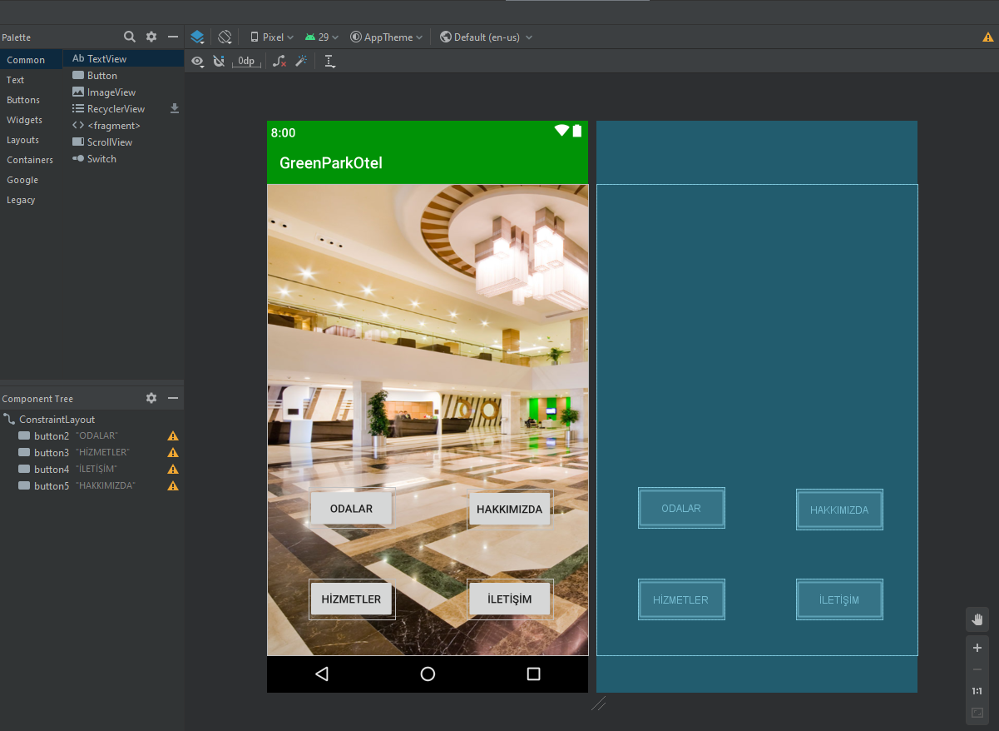 Palette
Pixel
29
AppTheme
Default (en-us)
Common
Ab TextView
0dp
Text
Button
Buttons
ImageView
Widgets
RecyclerView
Layouts
<fragment>
Containers
ScrollView
Google
Switch
Legacy
8:00
GreenParkOtel
Component Tree
ConstraintLayout
button2 "ODALAR"
button3 "HİZMETLER"
button4 "İLETİŞİM"
button5 "HAKKIMIZDA"
ODALAR
HAKKIMIZDA
HİZMETLER
İLETİŞİM
ODALAR
HAKKIMIZDA
HİZMETLER
İLETİŞİM
1:1